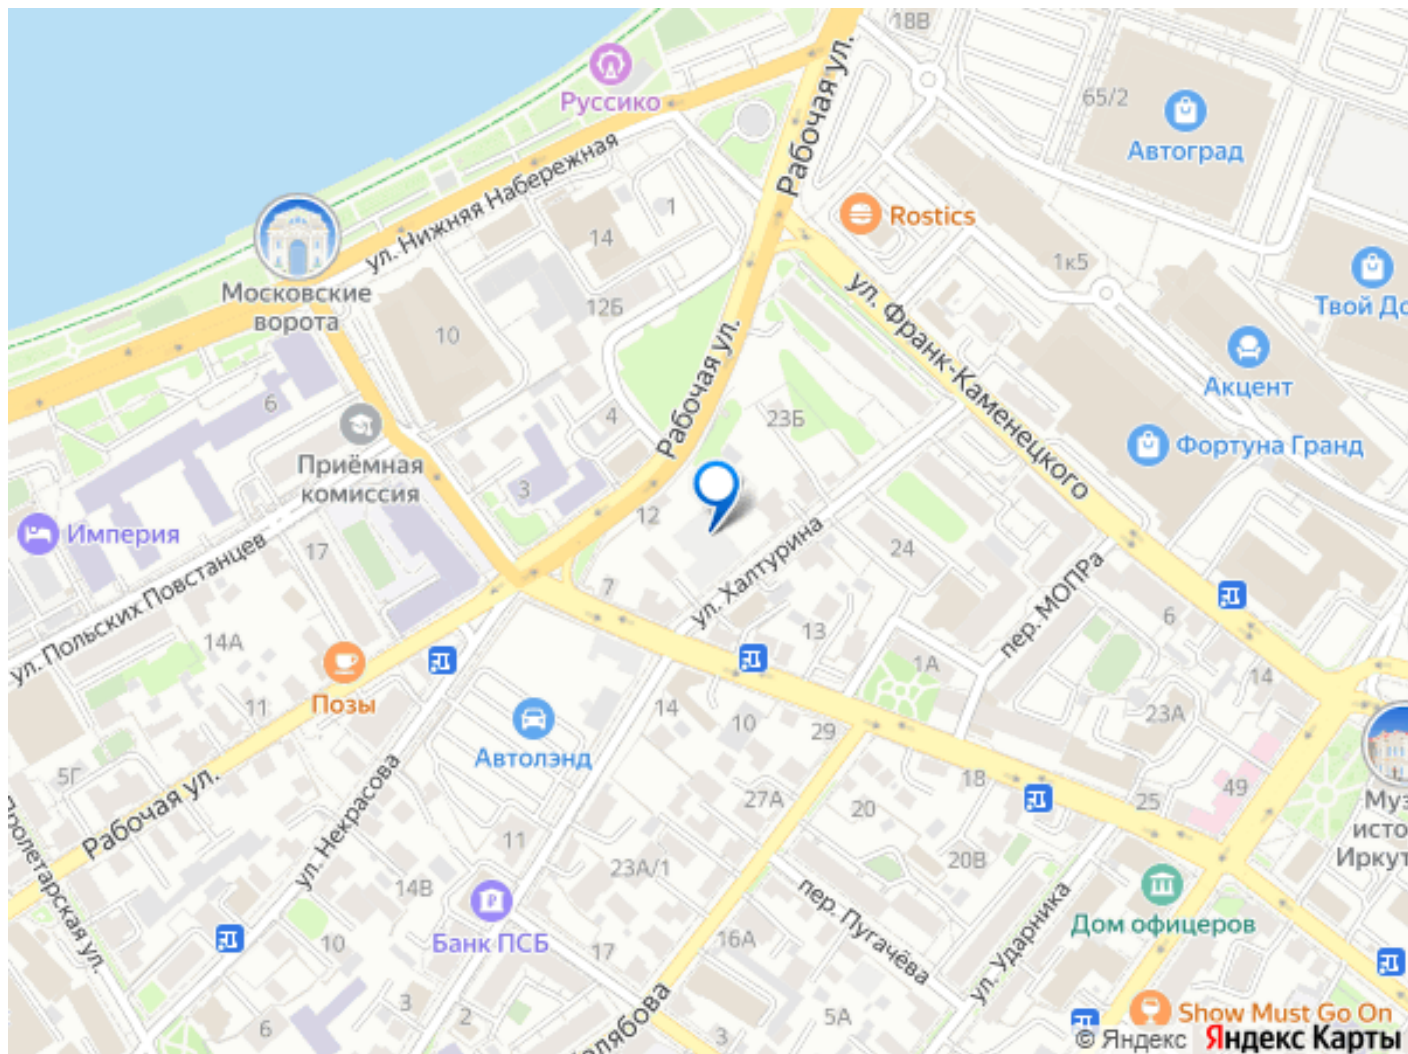 18В
Руссико
Рабочая ул.
65/2
Автоград
ул. Нижняя Набережная
1
Rostics
14
1к5
Московские
ворота
12Б
Твой До
10
ул. Франк-Каменецкого
Рабочая ул.
Акцент
6
4
23Б
Фортуна Гранд
Приёмная
комиссия
3
12
Империя
17
ул. Халтурина
24
ул. Польских Повстанцев
7
пер. МОПРа
6
14А
13
1А
14
11
Позы
14
10
29
23А
Автолэнд
5Г
18
49
27А
25
Муз
исто
Иркут
Рабочая ул.
ул. Некрасова
20
11
23А/1
20В
Пролетарская ул.
14В
пер. Пугачёва
ул. Ударника
Дом офицеров
Банк ПСБ
10
17
16А
3
2
6
3
5А
Show Must Go On
© Яндекс Яндекс Карты